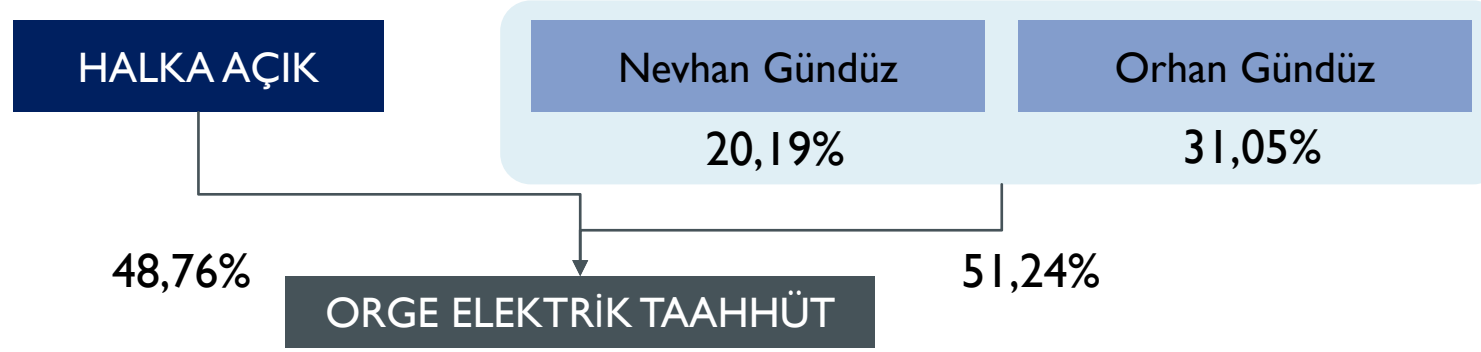 HALKA AÇIK
Nevhan Gündüz
Orhan Gündüz
20,19%
31,05%
48,76%
51,24%
ORGE ELEKTRİK TAAHHÜT